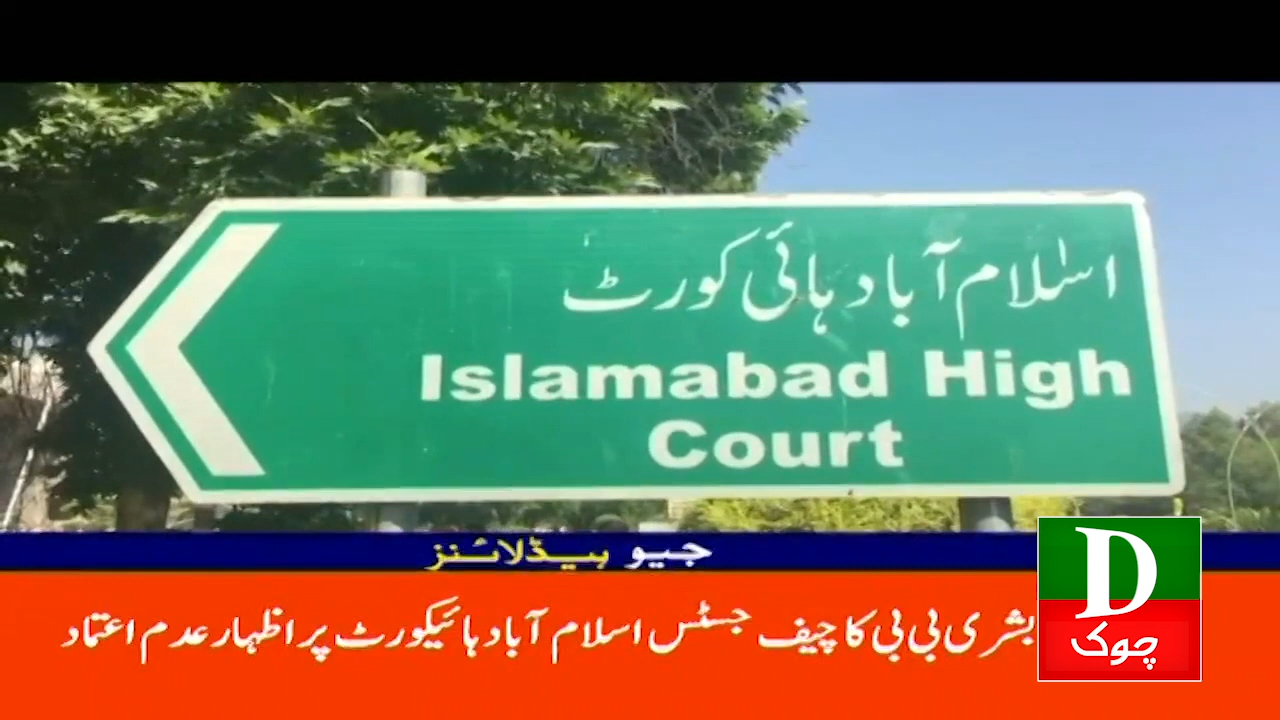 اسلام آباد ہائی کورٹ
Islamabad High
Court
جیو ہیڈلائنز
بشری بی بی کا چیف جسٹس اسلام آباد ہائیکورٹ پر اظہار عدم اعتماد
D
چوک